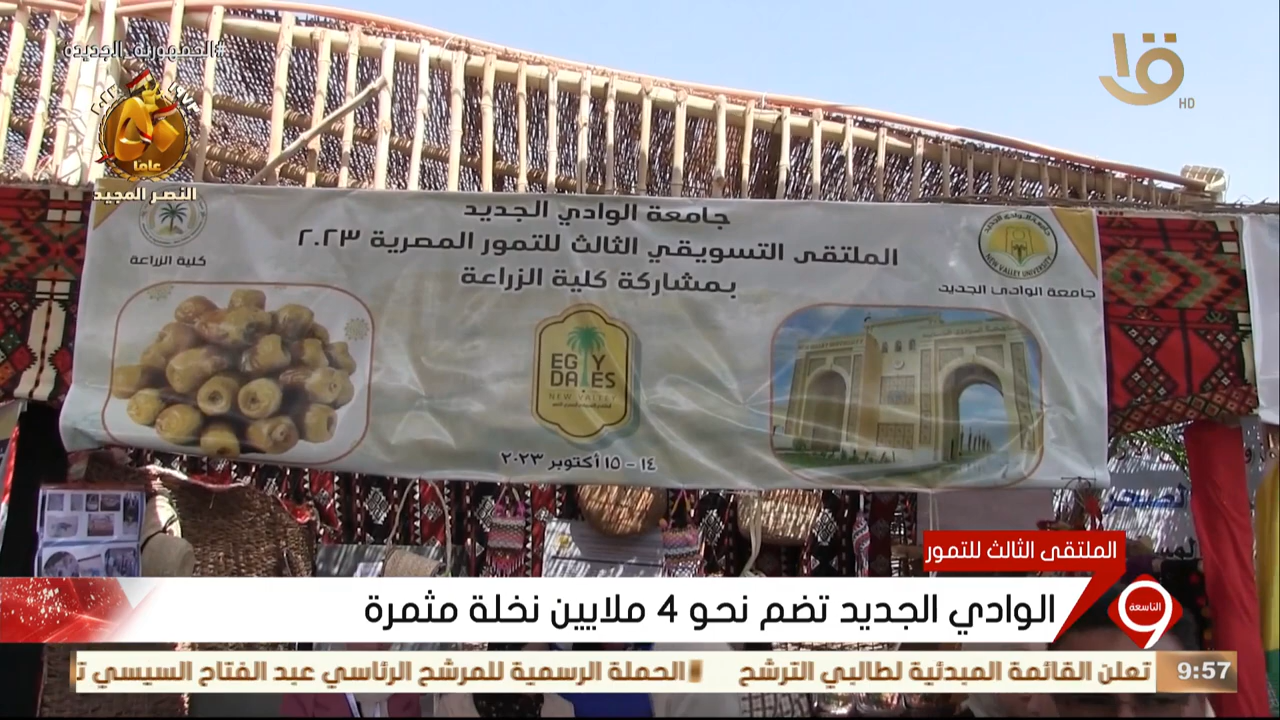 #الجمهورية_الجديدة
عاما
النصر المجيد
HD
جامعة الوادي الجديد
الملتقى التسويقي الثالث للتمور المصرية ٢٠٢٣
بمشاركة كلية الزراعة
كلية الزراعة
NEW VALLEY UNIVERSITY
جامعة الوادي الجديد
EGY
DATES
NEW VALLEY
١٤ - ١٥ أكتوبر ٢٠٢٣
الملتقى الثالث للتمور
التاسعة
9
الوادي الجديد تضم نحو 4 ملايين نخلة مثمرة
9:57
تعلن القائمة المبدئية لطالبي الترشح
الحملة الرسمية للمرشح الرئاسي عبد الفتاح السيسي